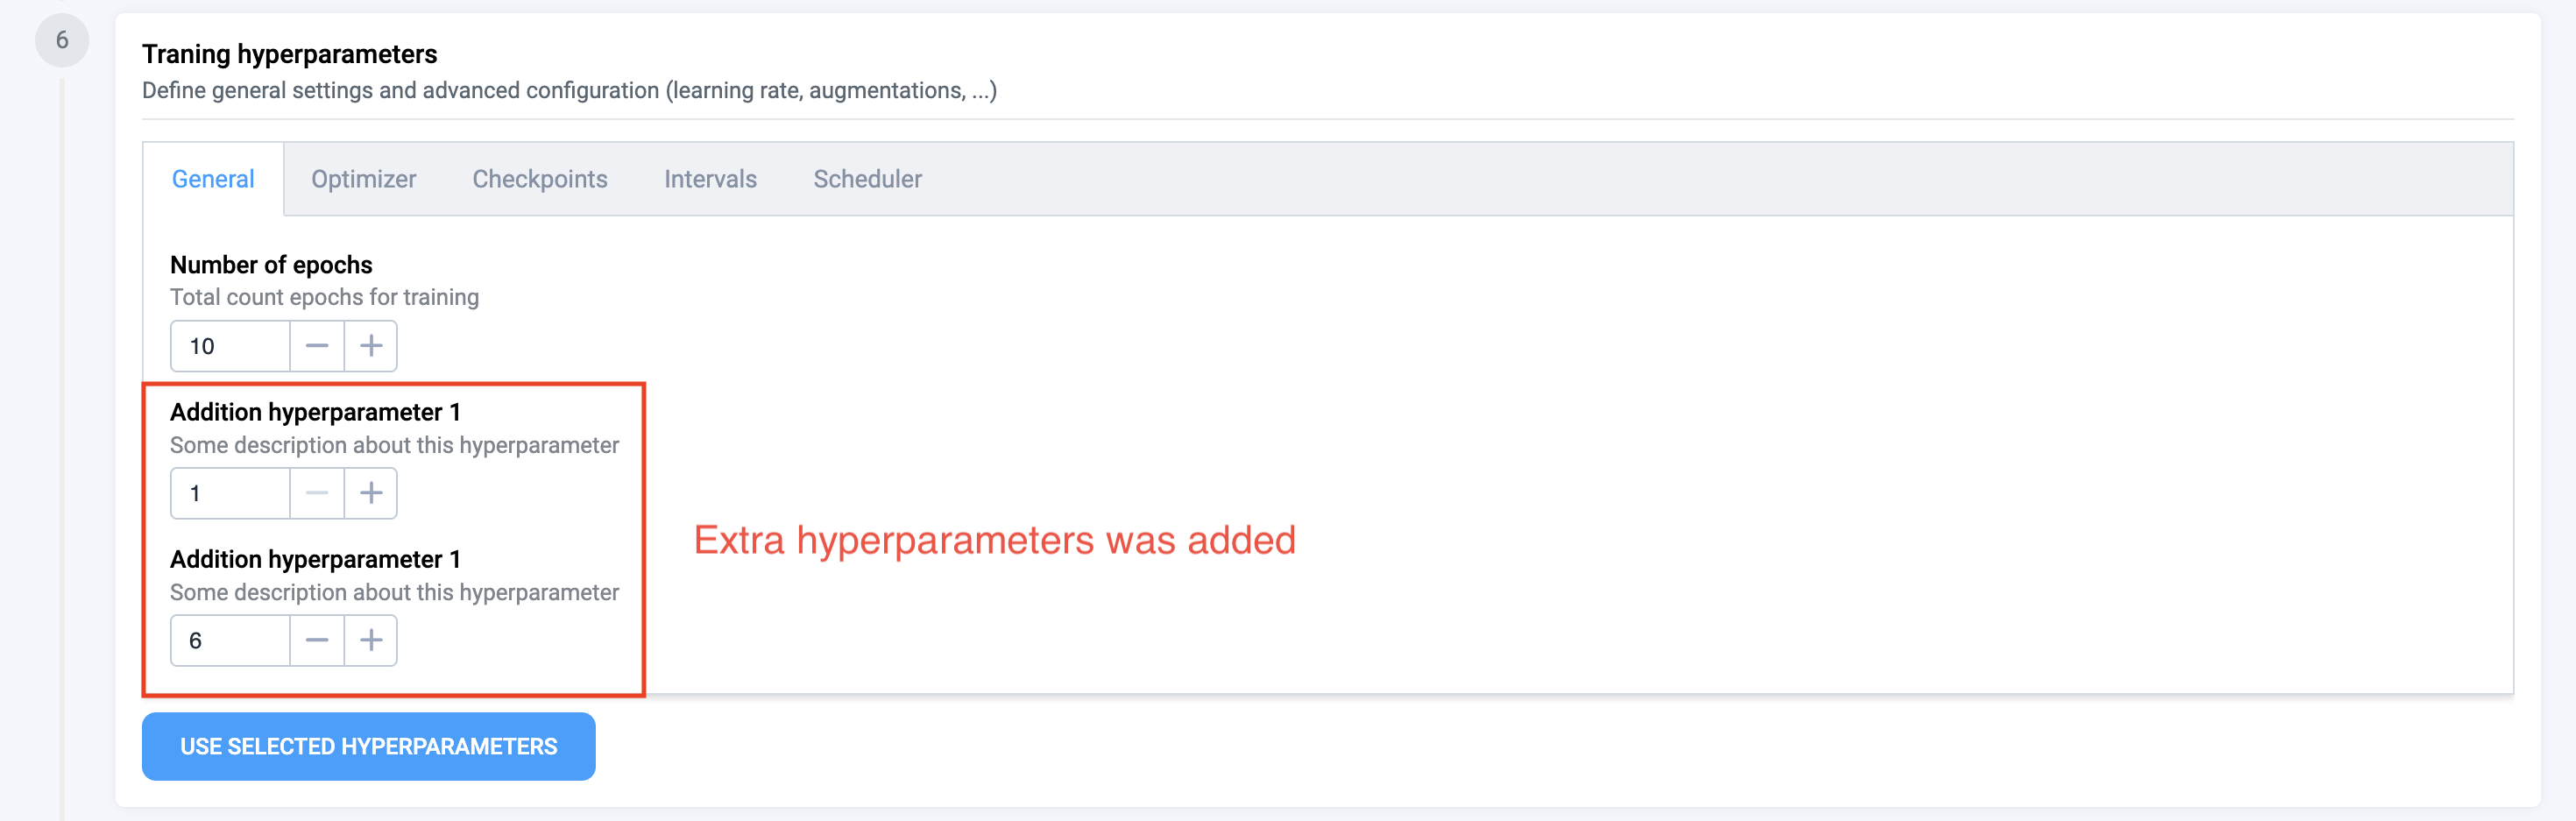 6
Traning hyperparameters
Define general settings and advanced configuration (learning rate, augmentations, ...)
General Optimizer Checkpoints Intervals Scheduler
Number of epochs
Total count epochs for training
10
Addition hyperparameter 1
Some description about this hyperparameter
1
Extra hyperparameters was added
Addition hyperparameter 1
Some description about this hyperparameter
6
USE SELECTED HYPERPARAMETERS